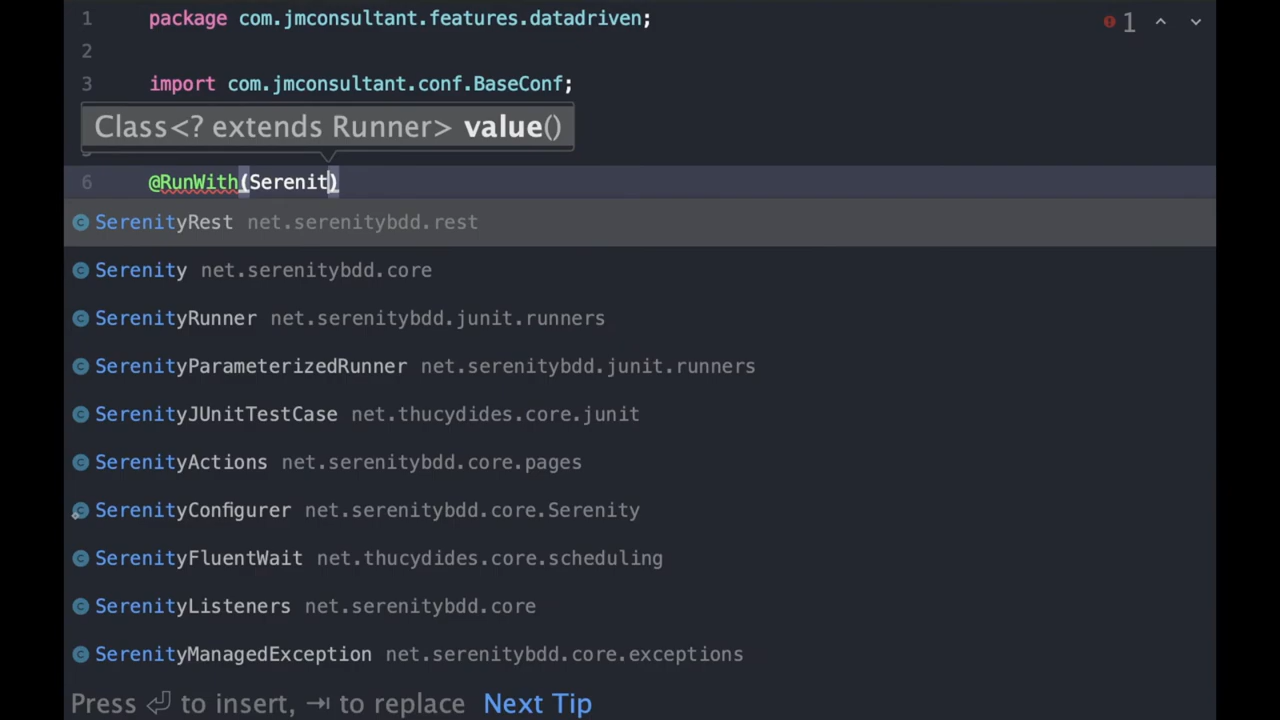 1 package com.jmconsultant.features.datadriven;
1
2
3 import com.jmconsultant.conf.BaseConf;
Class<? extends Runner> value()
6 @RunWith(Serenit)
SerenityRest net.serenitybdd.rest
Serenity net.serenitybdd.core
SerenityRunner net.serenitybdd.junit.runners
SerenityParameterizedRunner net.serenitybdd.junit.runners
SerenityJUnitTestCase net.thucydides.core.junit
SerenityActions net.serenitybdd.core.pages
SerenityConfigurer net.serenitybdd.core.Serenity
SerenityFluentWait net.thucydides.core.scheduling
SerenityListeners net.serenitybdd.core
SerenityManagedException net.serenitybdd.core.exceptions
Press ⏎ to insert, ⇥ to replace Next Tip